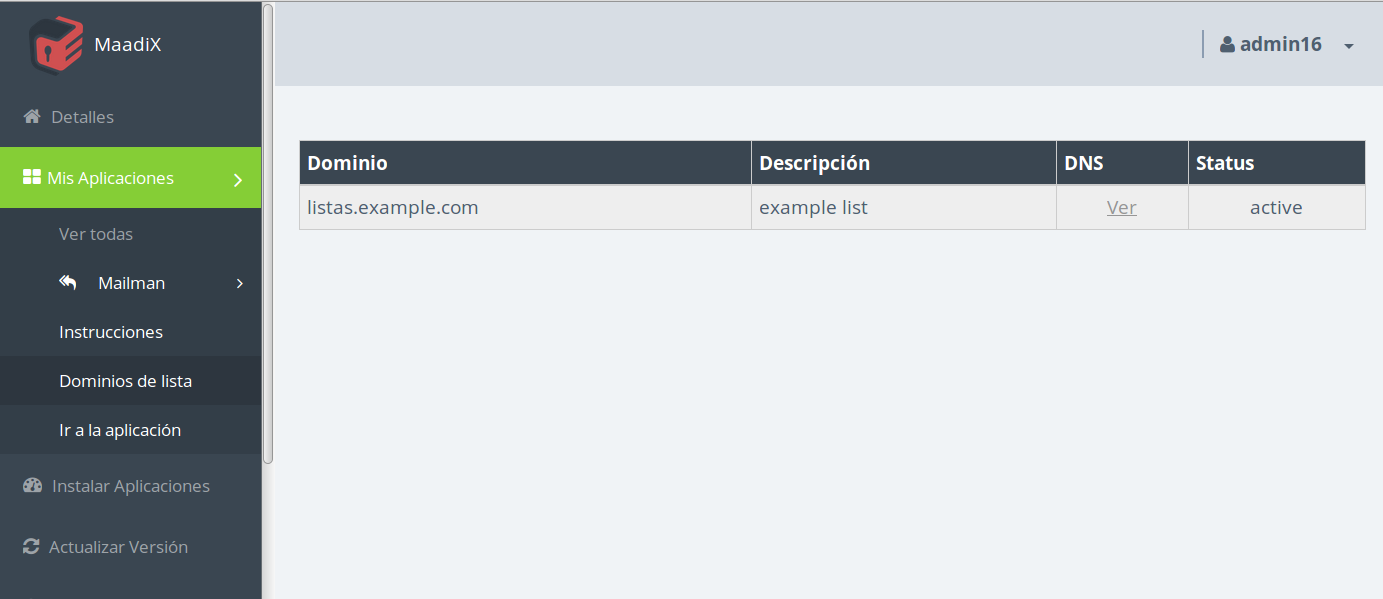 MaadiX
admin16
Detalles
Mis Aplicaciones
Ver todas
Mailman
Instrucciones
Dominios de lista
Ir a la aplicación
Instalar Aplicaciones
Actualizar Versión
Dominio Descripción DNS Status
listas.example.com example list Ver active